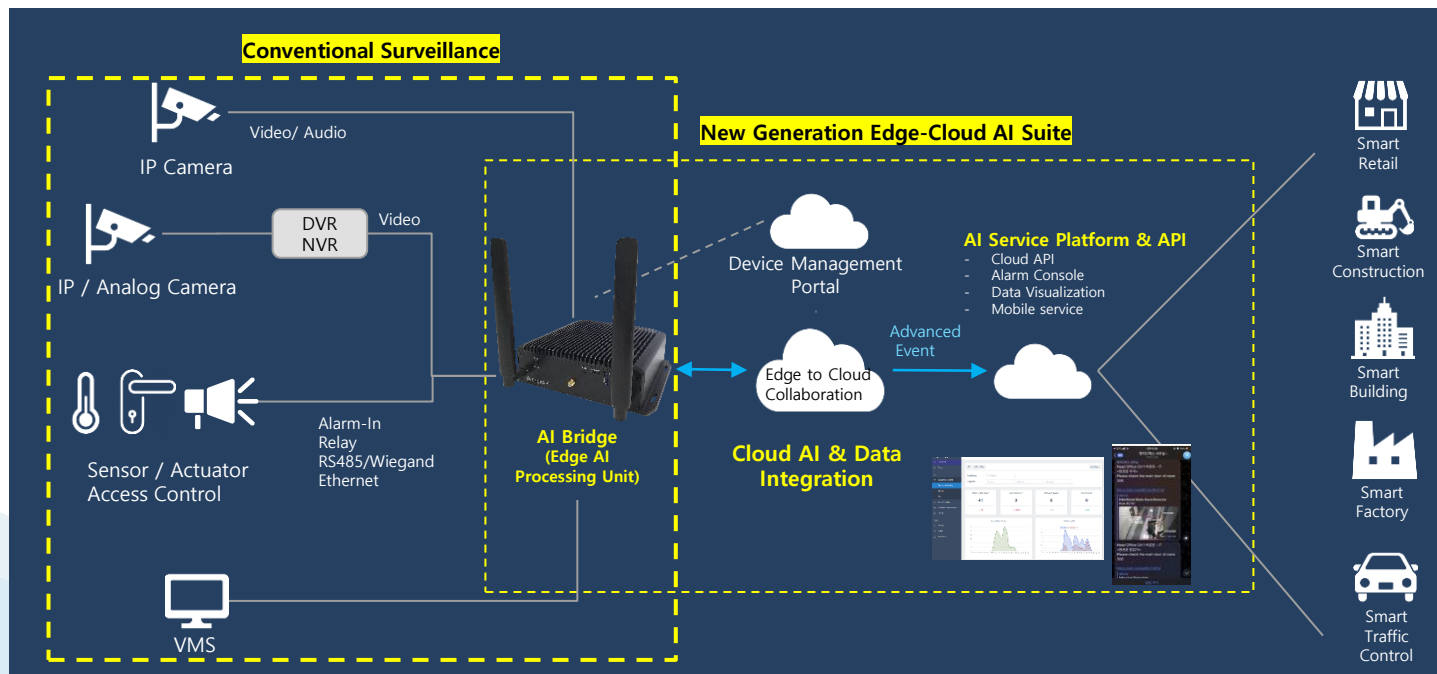 Conventional Surveillance
Video/ Audio
IP Camera
DVR
NVR
Video
IP / Analog Camera
Alarm-In
Relay
RS485/Wiegand
Ethernet
Sensor / Actuator
Access Control
VMS
New Generation Edge-Cloud AI Suite
AI Bridge
(Edge AI
Processing Unit)
Device Management
Portal
Edge to Cloud
Collaboration
Cloud AI & Data
Integration
Advanced
Event
AI Service Platform & API
- Cloud API
- Alarm Console
- Data Visualization
- Mobile service
Smart
Retail
Smart
Construction
Smart
Building
Smart
Factory
Smart
Traffic
Control